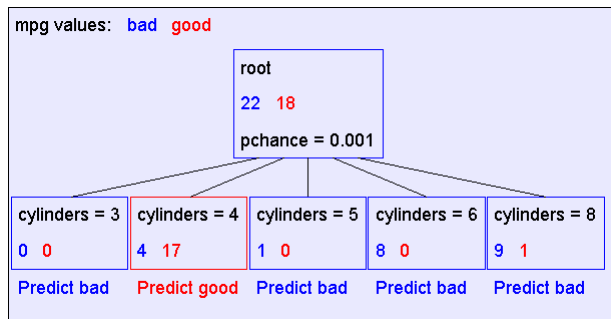 mpg values: bad good
root
22 18
pchance = 0.001
cylinders = 3 cylinders = 4 cylinders = 5 cylinders = 6 cylinders = 8
0 0 4 17 1 0 8 0 9 1
Predict bad Predict good Predict bad Predict bad Predict bad